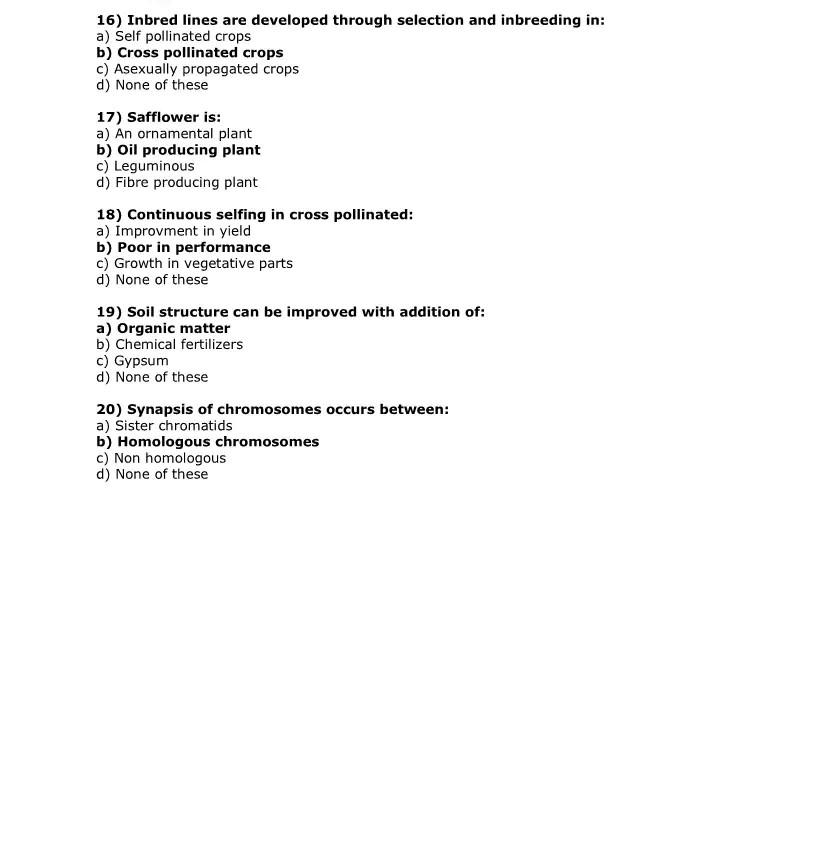 16) Inbred lines are developed through selection and inbreeding in:
a) Self pollinated crops
b) Cross pollinated crops
c) Asexually propagated crops
d) None of these
17) Safflower is:
a) An ornamental plant
b) Oil producing plant
c) Leguminous
d) Fibre producing plant
18) Continuous selfing in cross pollinated:
a) Improvment in yield
b) Poor in performance
c) Growth in vegetative parts
d) None of these
19) Soil structure can be improved with addition of:
a) Organic matter
b) Chemical fertilizers
c) Gypsum
d) None of these
20) Synapsis of chromosomes occurs between:
a) Sister chromatids
b) Homologous chromosomes
c) Non homologous
d) None of these